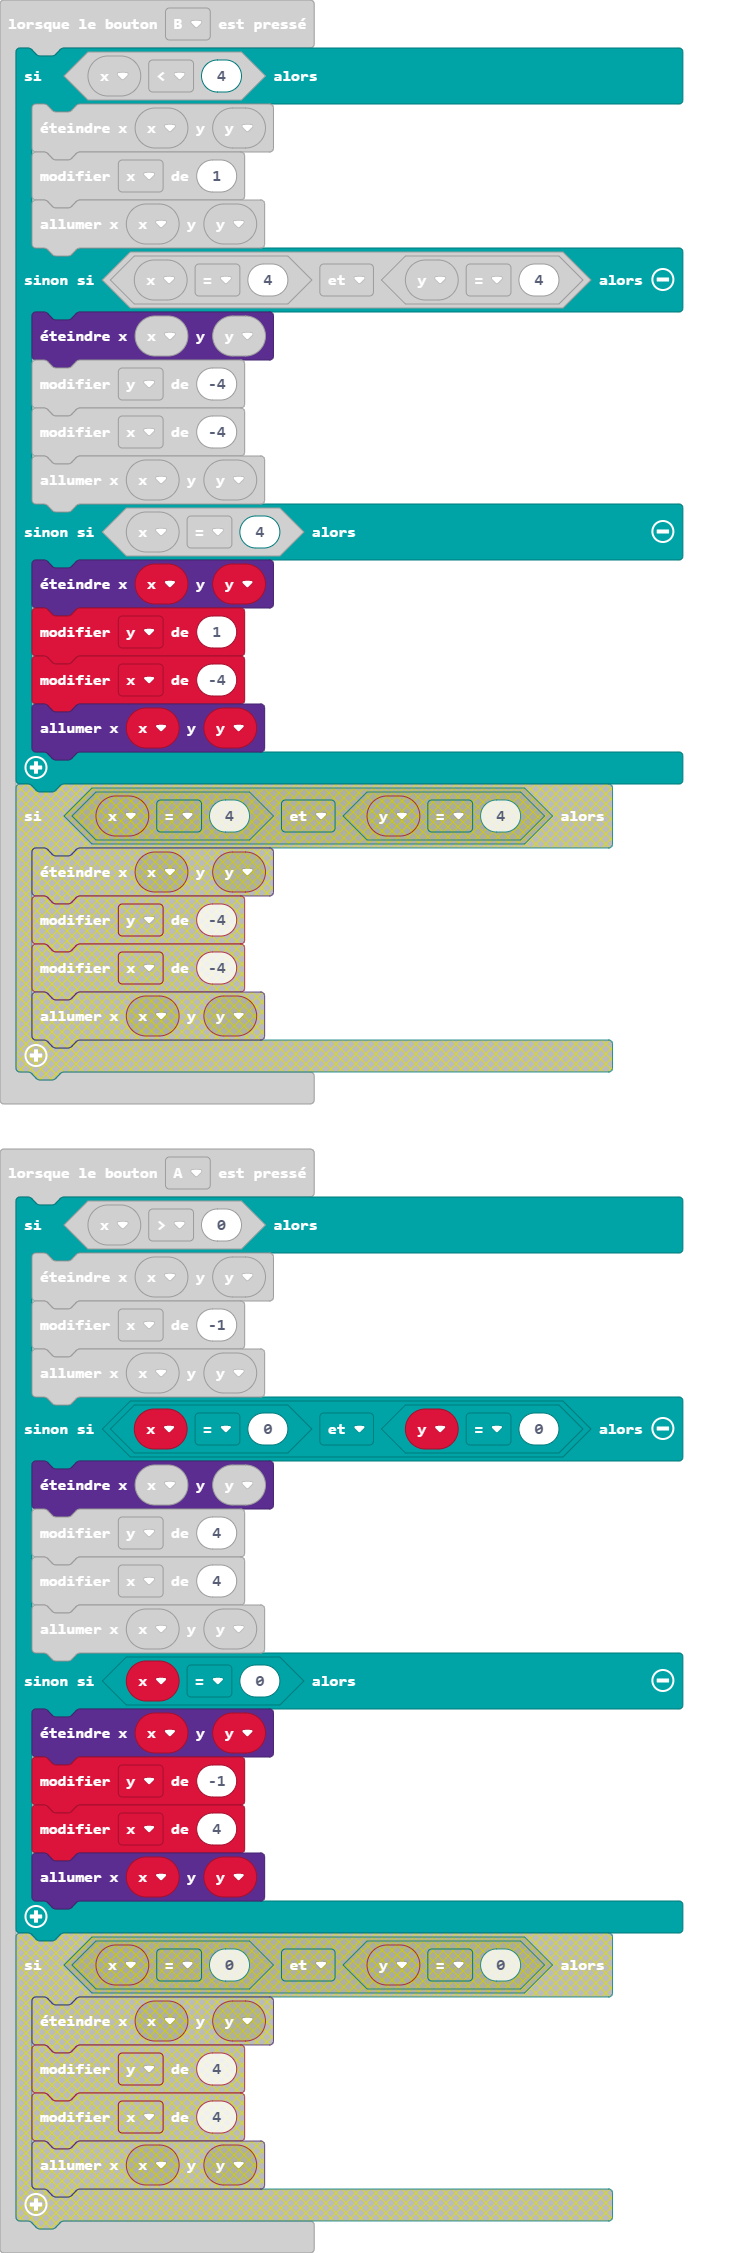 lorsque le bouton B est pressé
si x < 4 alors
éteindre x x y y
modifier x de 1
allumer x x y y
sinon si x = 4 et y = 4 alors
éteindre x x y y
modifier y de -4
modifier x de -4
allumer x x y y
sinon si x = 4 alors
éteindre x x y y
modifier y de 1
modifier x de -4
allumer x x y y
si x = 4 et y = 4 alors
éteindre x x y y
modifier y de -4
modifier x de -4
allumer x x y y
lorsque le bouton A est pressé
si x > 0 alors
éteindre x x y y
modifier x de -1
allumer x x y y
sinon si x = 0 et y = 0 alors
éteindre x x y y
modifier y de 4
modifier x de 4
allumer x x y y
sinon si x = 0 alors
éteindre x x y y
modifier y de -1
modifier x de 4
allumer x x y y
si x = 0 et y = 0 alors
éteindre x x y y
modifier y de 4
modifier x de 4
allumer x x y y